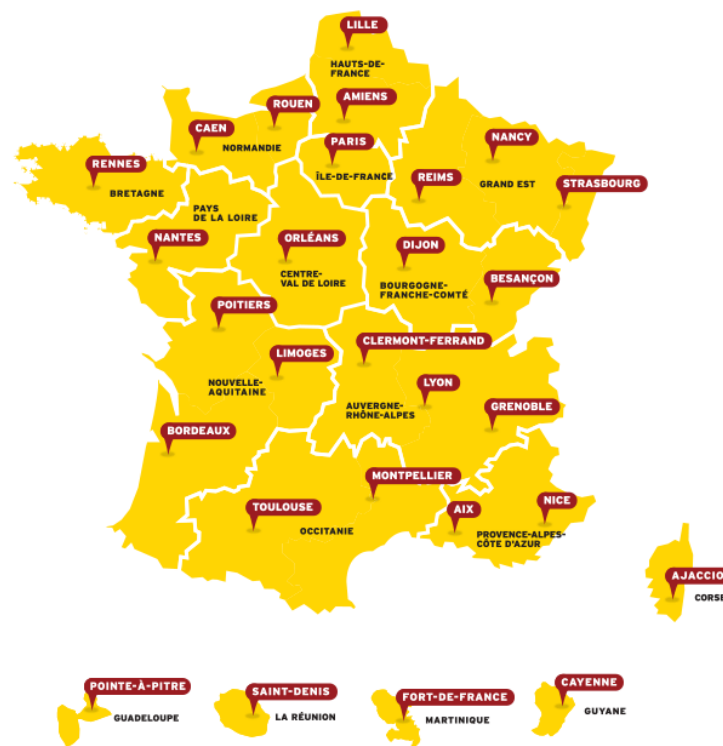 LILLE
HAUTS-DE-
FRANCE
AMIENS
ROUEN
CAEN
NORMANDIE
PARIS
ÎLE-DE-FRANCE
NANCY
REIMS
GRAND EST
STRASBOURG
RENNES
BRETAGNE
PAYS
DE LA LOIRE
NANTES
ORLÉANS
CENTRE-
VAL DE LOIRE
DIJON
BOURGOGNE-
FRANCHE-COMTÉ
BESANÇON
POITIERS
LIMOGES
NOUVELLE-
AQUITAINE
BORDEAUX
CLERMONT-FERRAND
LYON
AUVERGNE-
RHÔNE-ALPES
GRENOBLE
MONTPELLIER
TOULOUSE
OCCITANIE
AIX
NICE
PROVENCE-ALPES-
CÔTE D'AZUR
AJACCIO
CORSE
POINTE-À-PITRE
GUADELOUPE
SAINT-DENIS
LA RÉUNION
FORT-DE-FRANCE
MARTINIQUE
CAYENNE
GUYANE